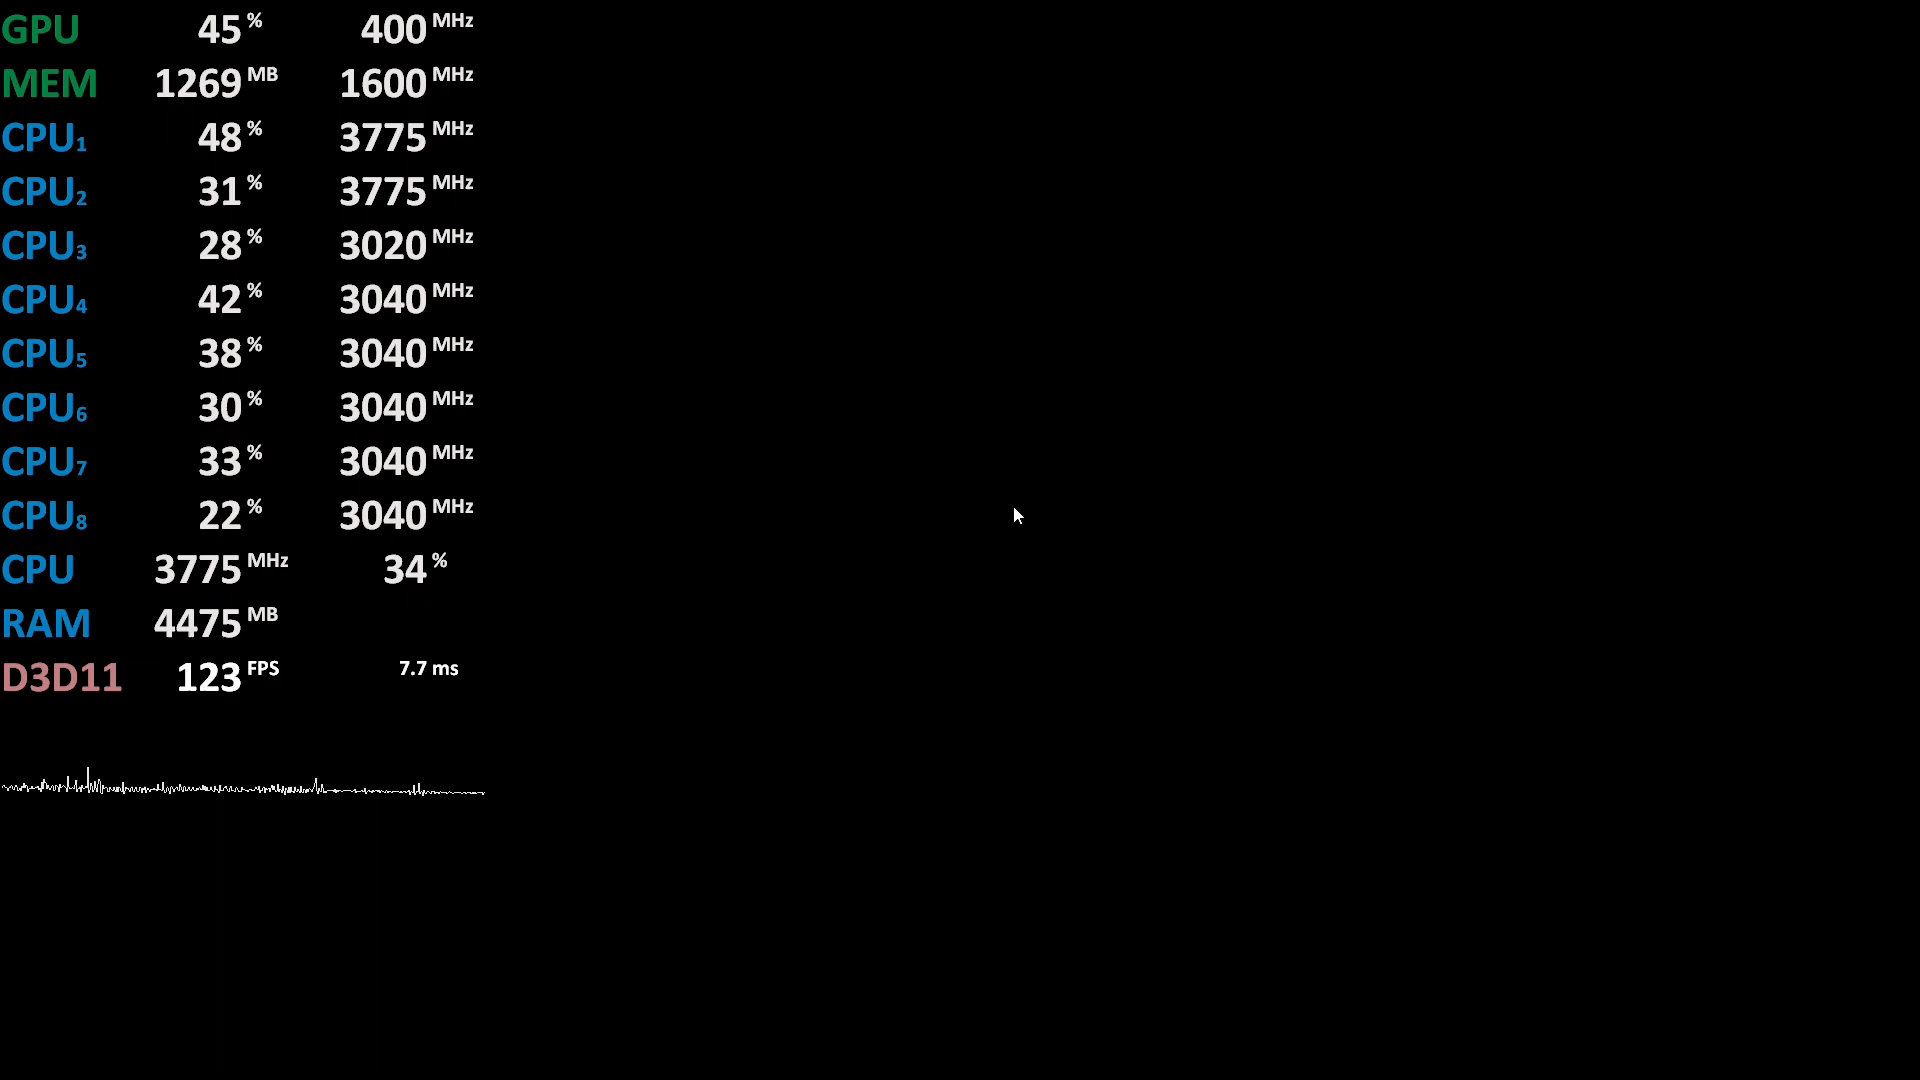 GPU 45 % 400 MHz
MEM 1269 MB 1600 MHz
CPU1 48 % 3775 MHz
CPU2 31 % 3775 MHz
CPU3 28 % 3020 MHz
CPU4 42 % 3040 MHz
CPU5 38 % 3040 MHz
CPU6 30 % 3040 MHz
CPU7 33 % 3040 MHz
CPU8 22 % 3040 MHz
CPU 3775 MHz 34 %
RAM 4475 MB
D3D11 123 FPS 7.7 ms